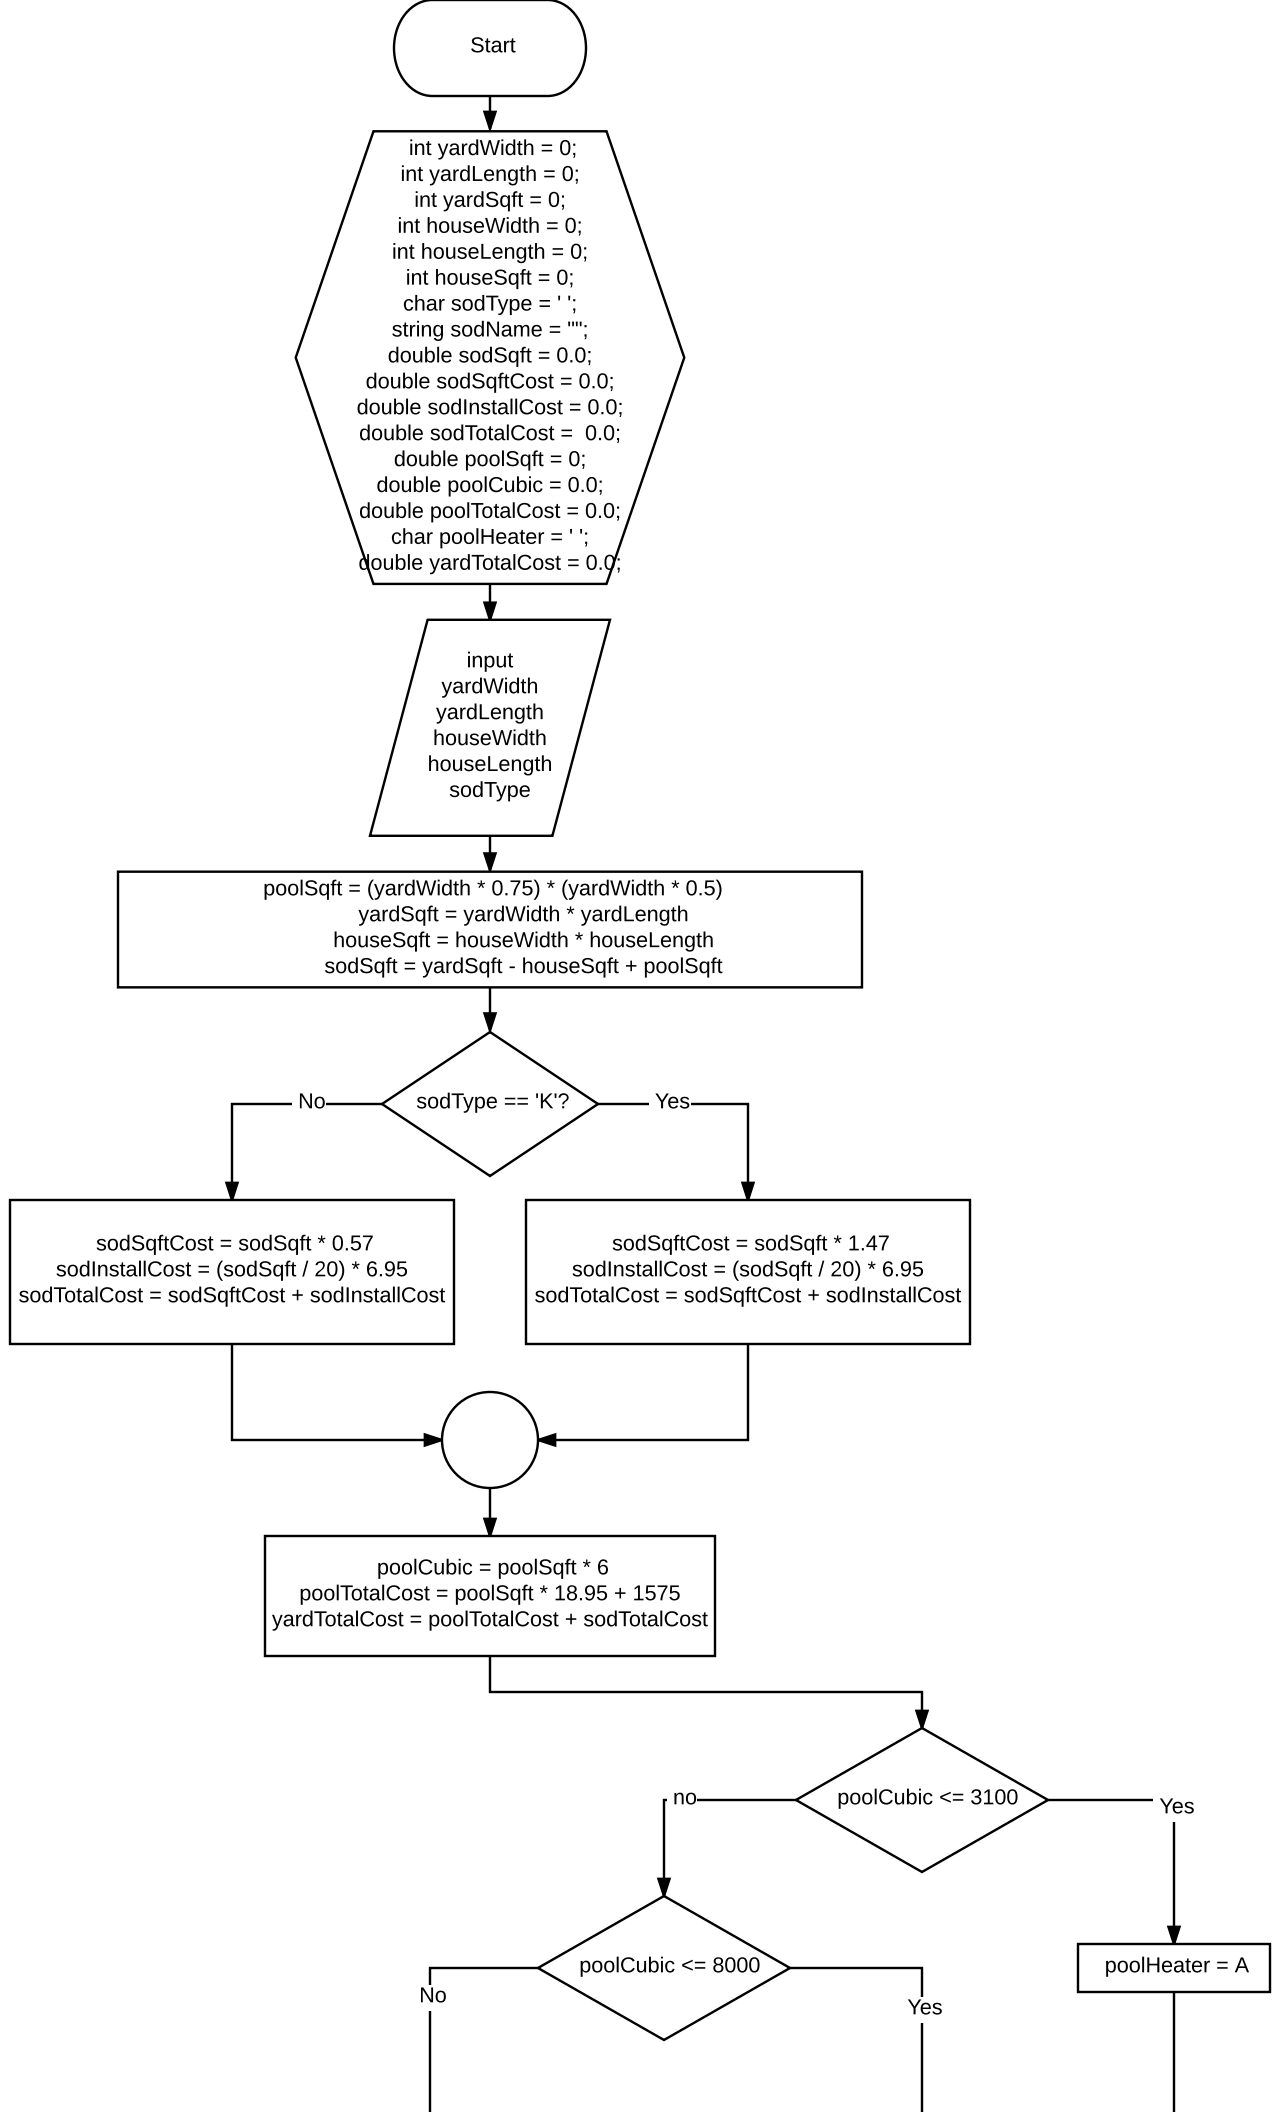 Start
int yardWidth = 0;
int yardLength = 0;
int yardSqft = 0;
int houseWidth = 0;
int houseLength = 0;
int houseSqft = 0;
char sodType = ' ';
string sodName = "";
double sodSqft = 0.0;
double sodSqftCost = 0.0;
double sodInstallCost = 0.0;
double sodTotalCost =  0.0;
double poolSqft = 0;
double poolCubic = 0.0;
double poolTotalCost = 0.0;
char poolHeater = ' ';
double yardTotalCost = 0.0;
input
yardWidth
yardLength
houseWidth
houseLength
sodType
poolSqft = (yardWidth * 0.75) * (yardWidth * 0.5)
yardSqft = yardWidth * yardLength
houseSqft = houseWidth * houseLength
sodSqft = yardSqft - houseSqft + poolSqft
No
sodType == 'K'?
Yes
sodSqftCost = sodSqft * 0.57
sodInstallCost = (sodSqft / 20) * 6.95
sodTotalCost = sodSqftCost + sodInstallCost
sodSqftCost = sodSqft * 1.47
sodInstallCost = (sodSqft / 20) * 6.95
sodTotalCost = sodSqftCost + sodInstallCost
poolCubic = poolSqft * 6
poolTotalCost = poolSqft * 18.95 + 1575
yardTotalCost = poolTotalCost + sodTotalCost
no
poolCubic <= 3100
Yes
poolCubic <= 8000
poolHeater = A
No
Yes